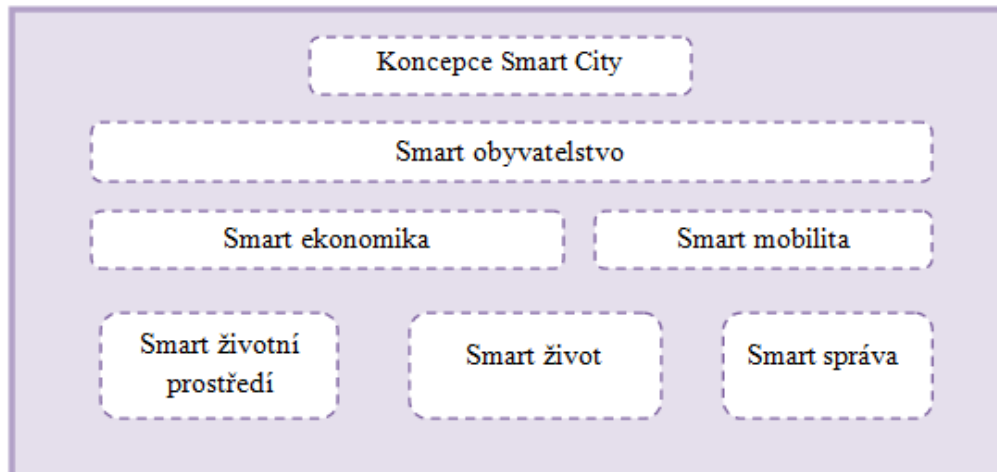 Koncepce Smart City
Smart obyvatelstvo
Smart ekonomika
Smart mobilita
Smart životní
prostředí
Smart život
Smart správa